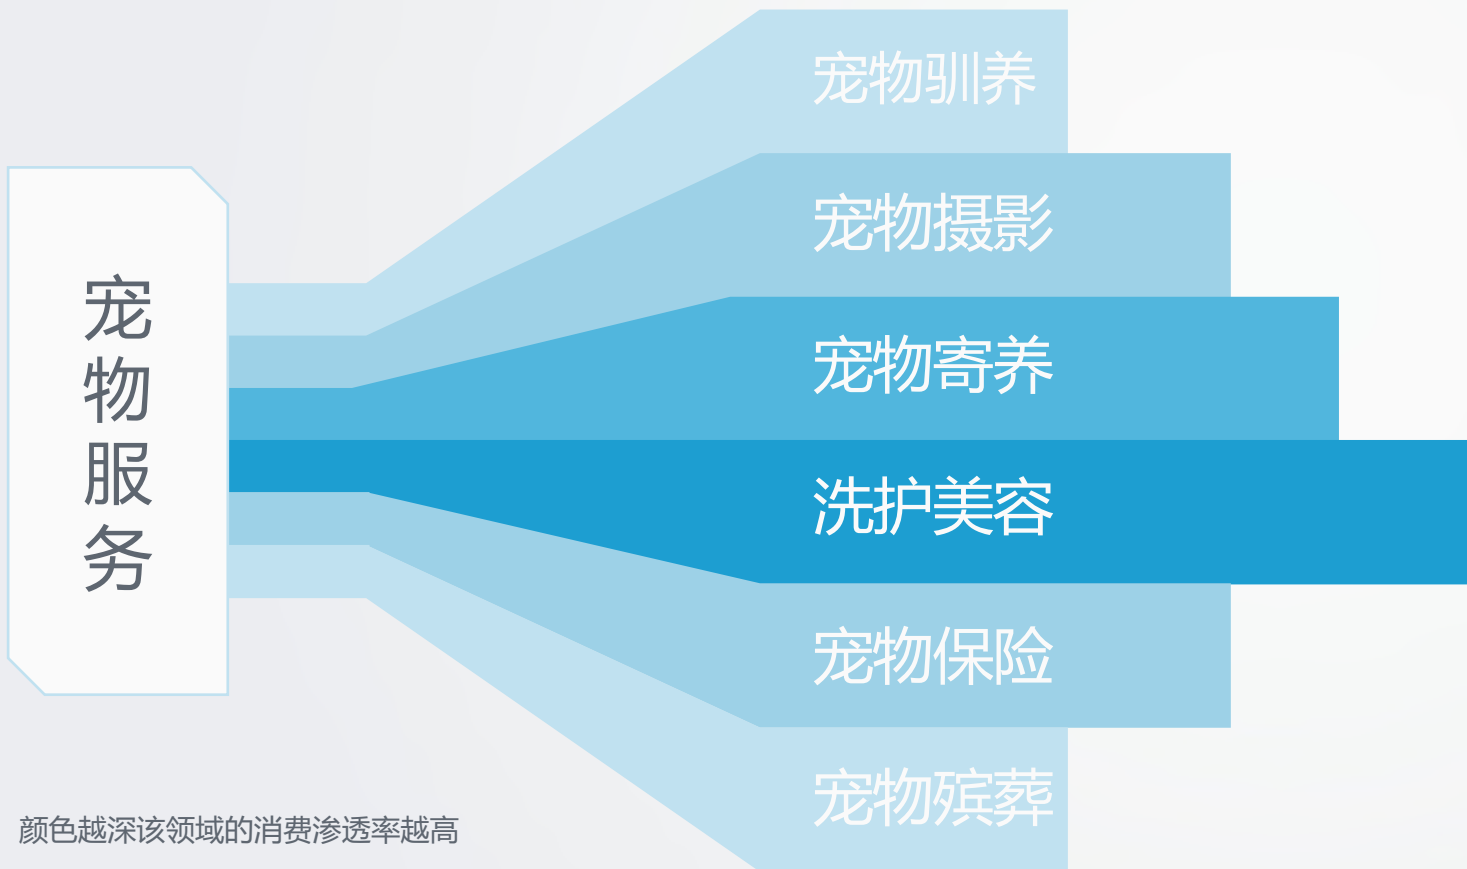 宠物服务
宠物驯养
宠物摄影
宠物寄养
洗护美容
宠物保险
宠物殡葬
颜色越深该领域的消费渗透率越高